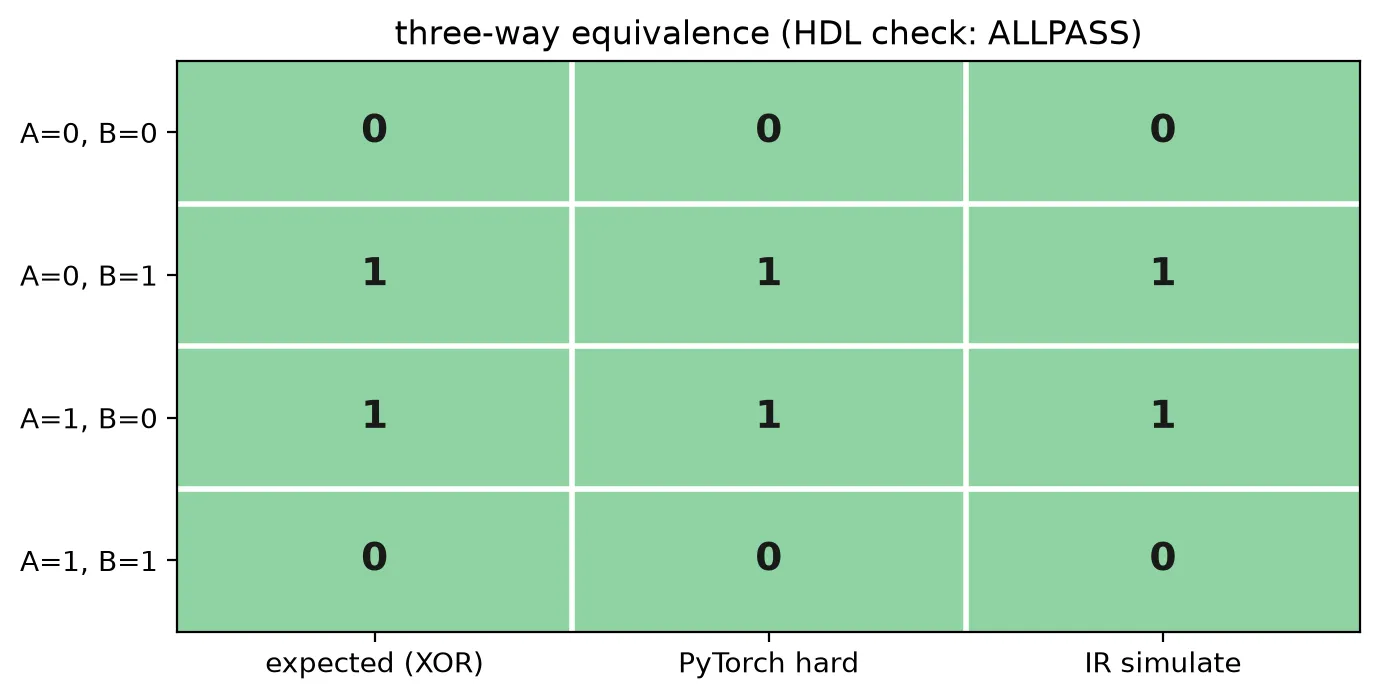 three-way equivalence (HDL check: ALLPASS)
A=0, B=0 0 0 0
A=0, B=1 1 1 1
A=1, B=0 1 1 1
A=1, B=1 0 0 0
expected (XOR) PyTorch hard IR simulate